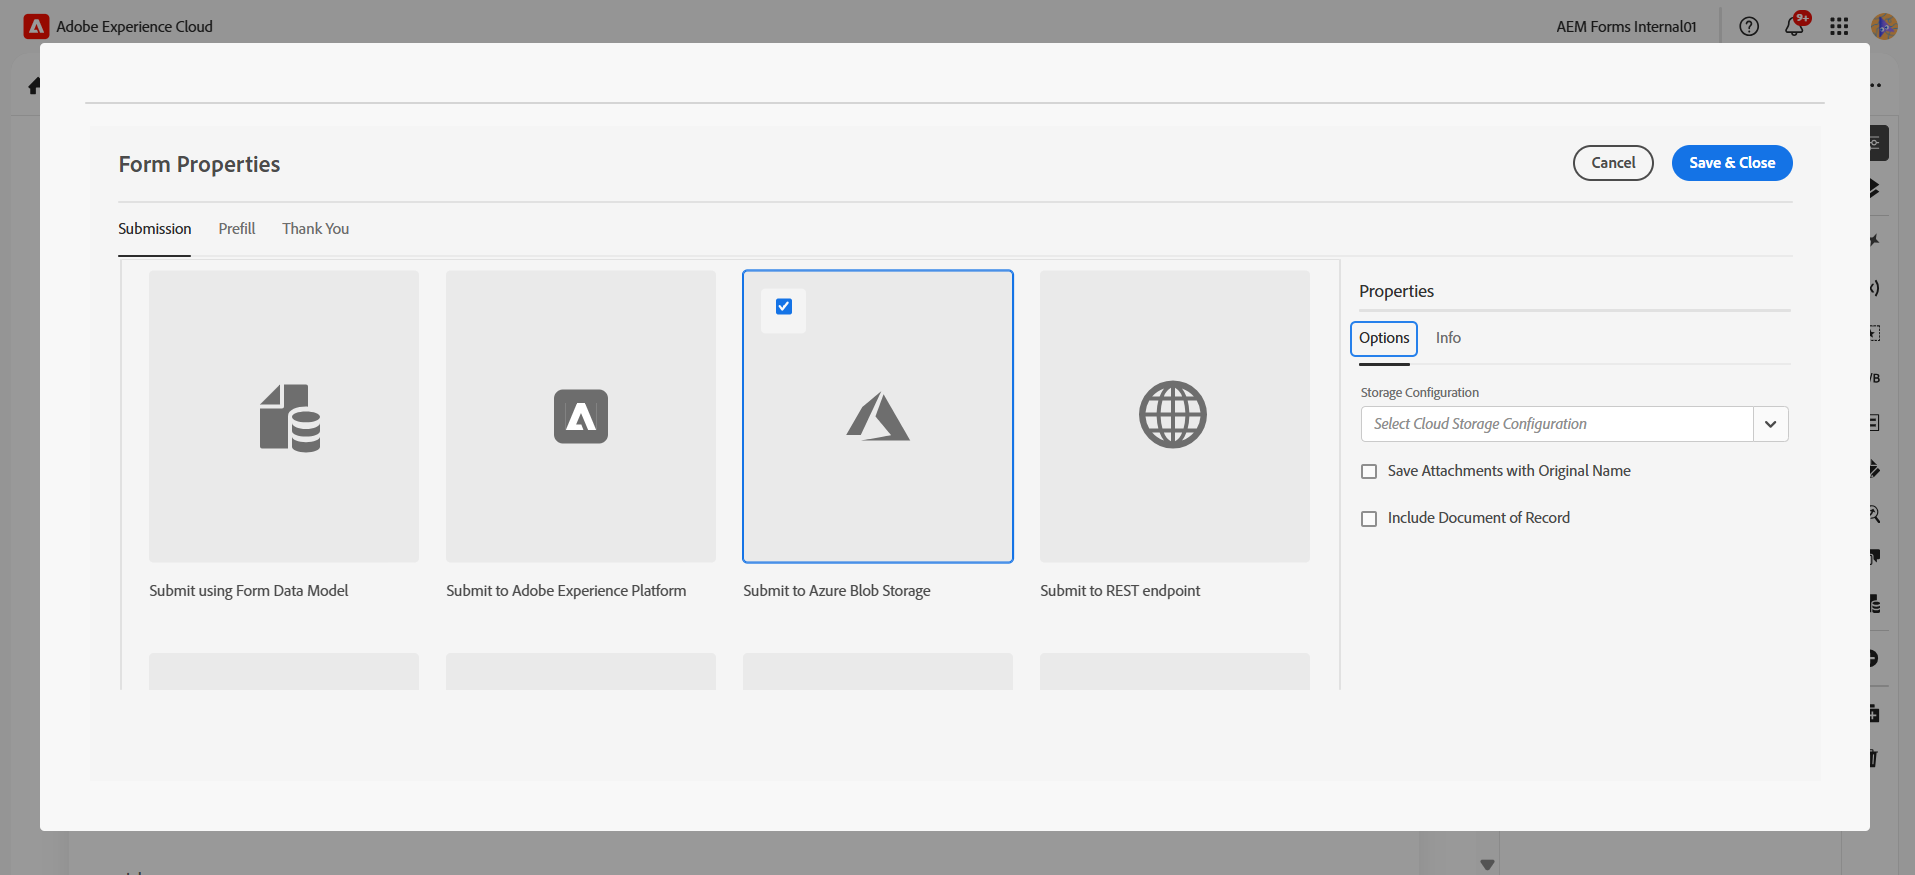 Adobe Experience Cloud
AEM Forms Internal01
9+
Form Properties
Cancel
Save & Close
Submission
Prefill
Thank You
Properties
Options
Info
Storage Configuration
Select Cloud Storage Configuration
Save Attachments with Original Name
Include Document of Record
Submit using Form Data Model
Submit to Adobe Experience Platform
Submit to Azure Blob Storage
Submit to REST endpoint